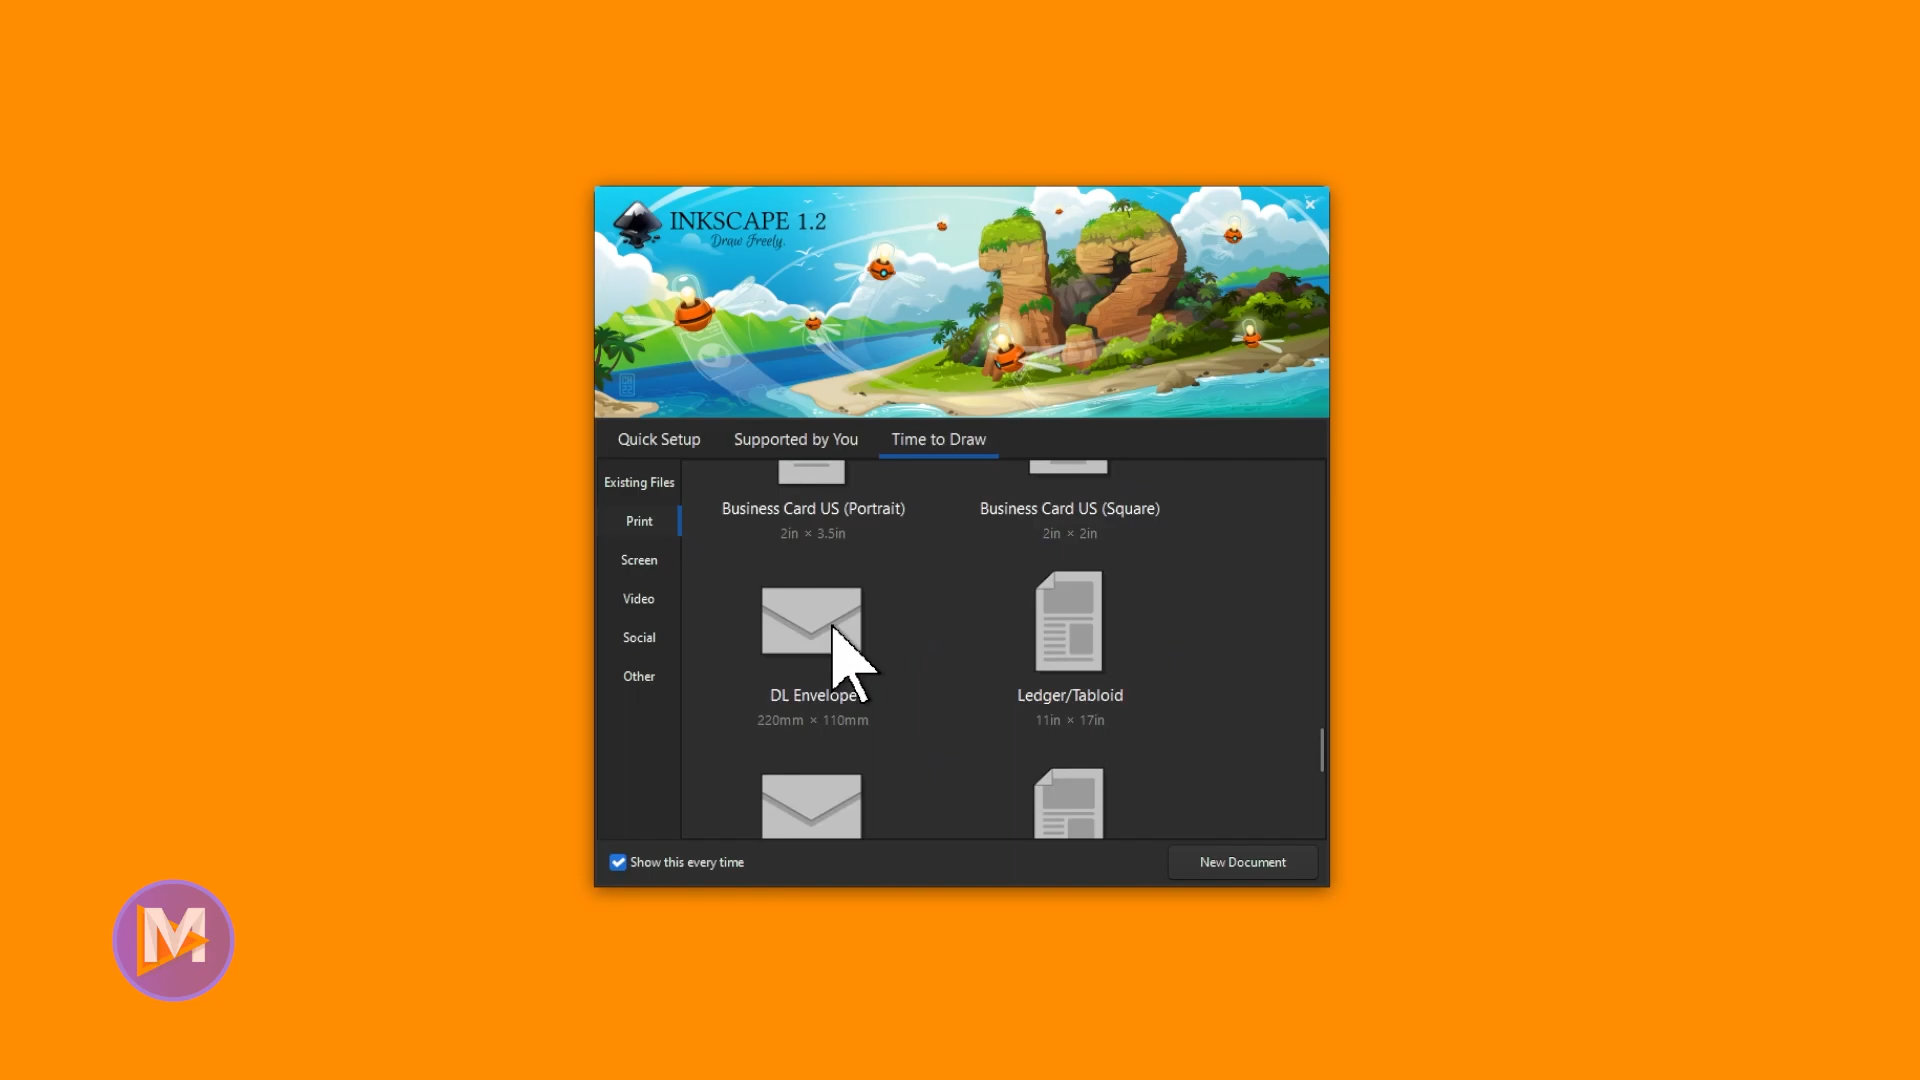 INKSCAPE 1.2
Draw Freely.
Quick Setup
Supported by You
Time to Draw
Existing Files
Print
Screen
Video
Social
Other
Business Card US (Portrait)
2in × 3.5in
Business Card US (Square)
2in × 2in
DL Envelope
220mm × 110mm
Ledger/Tabloid
11in × 17in
Show this every time
New Document
M